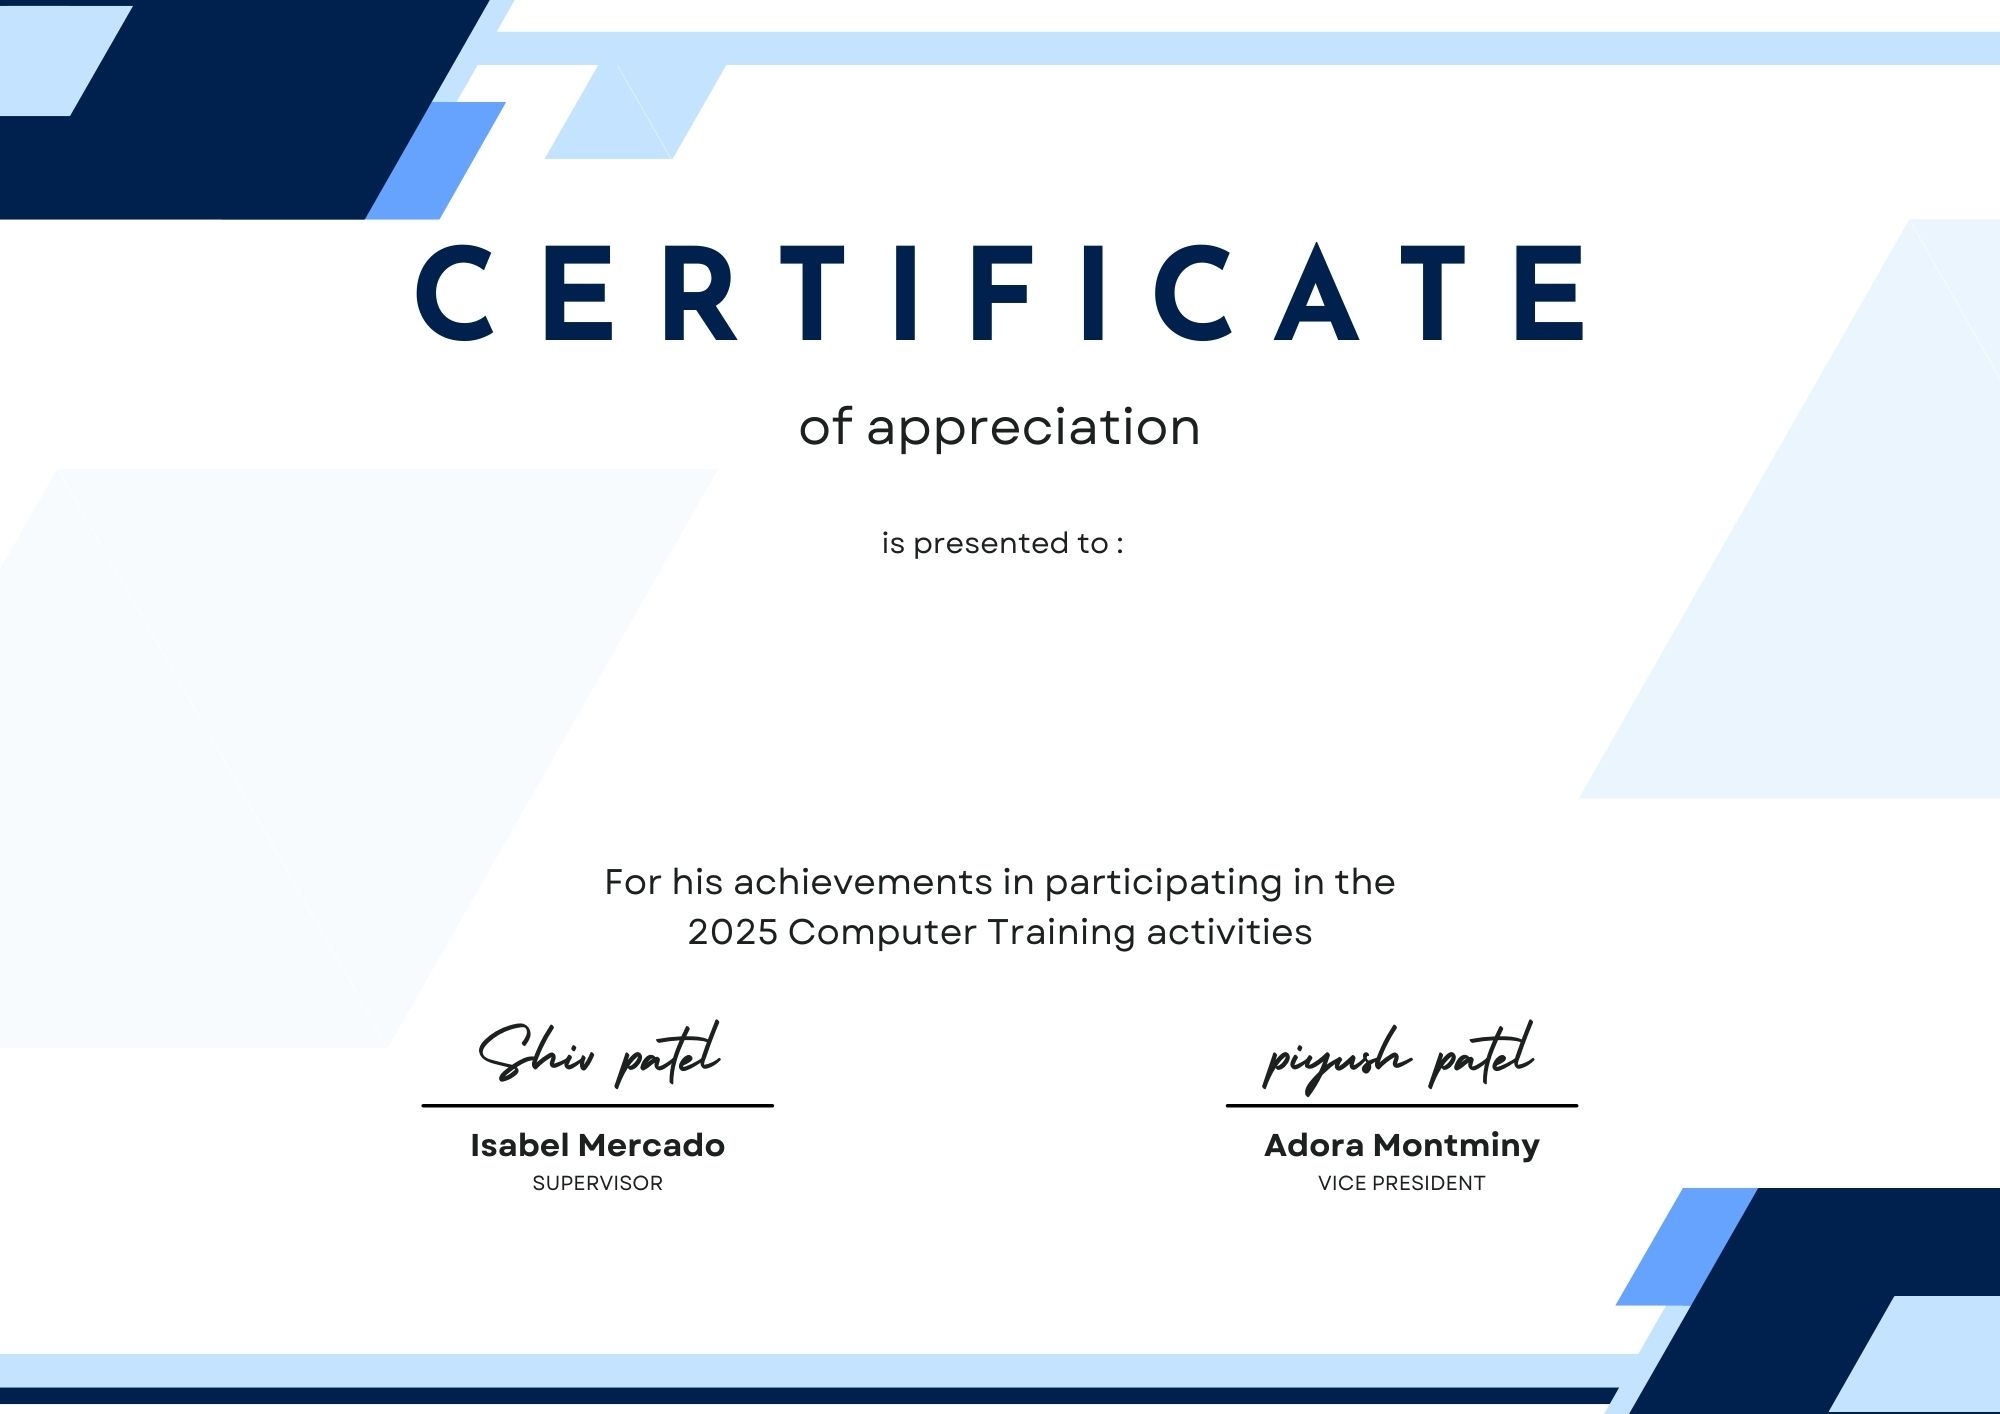 CERTIFICATE
of appreciation
is presented to :
For his achievements in participating in the
2025 Computer Training activities
Shiv patel
piyush patel
Isabel Mercado
Adora Montminy
SUPERVISOR
VICE PRESIDENT